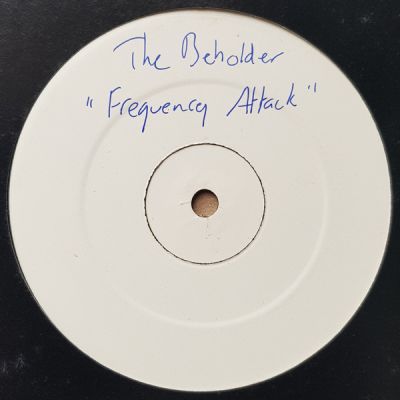 The Beholder
"Frequency Attack"